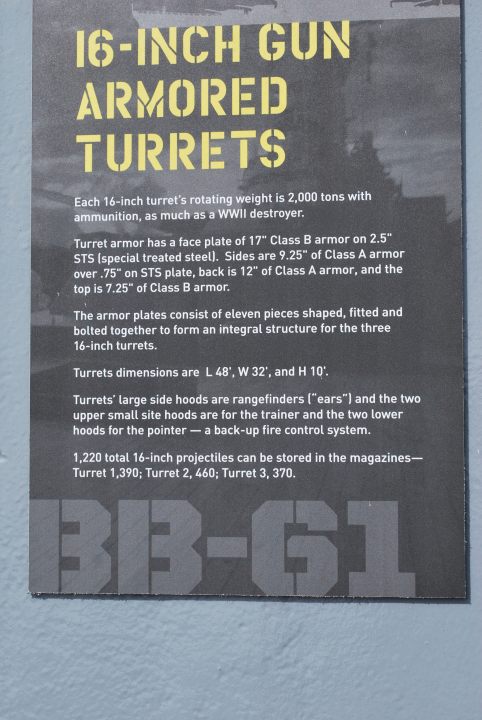 16-INCH GUN
ARMORED
TURRETS
Each 16-inch turret's rotating weight is 2,000 tons with
ammunition, as much as a WWII destroyer.
Turret armor has a face plate of 17" Class B armor on 2.5"
STS (special treated steel). Sides are 9.25" of Class A armor
over .75" on STS plate, back is 12" of Class A armor, and the
top is 7.25" of Class B armor.
The armor plates consist of eleven pieces shaped, fitted and
bolted together to form an integral structure for the three
16-inch turrets.
Turrets dimensions are L 48', W 32', and H 10'.
Turrets' large side hoods are rangefinders ("ears") and the two
upper small site hoods are for the trainer and the two lower
hoods for the pointer — a back-up fire control system.
1,220 total 16-inch projectiles can be stored in the magazines—
Turret 1,390; Turret 2, 460; Turret 3, 370.
BB-61